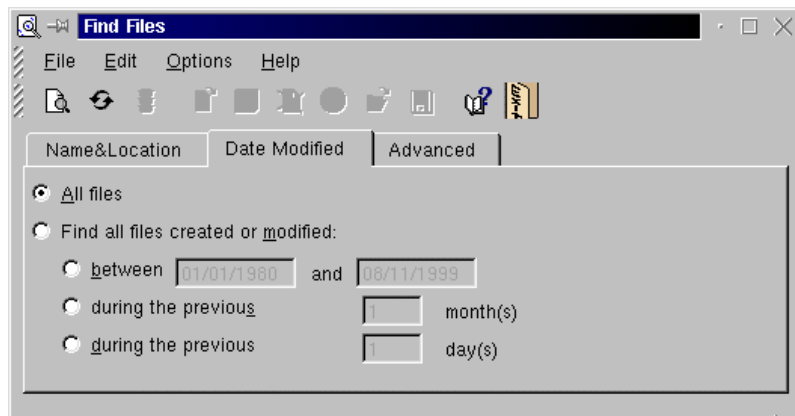 Find Files
File Edit Options Help
Name&Location Date Modified Advanced
All files
Find all files created or modified:
between 01/01/1980 and 08/11/1999
during the previous 1 month(s)
during the previous 1 day(s)